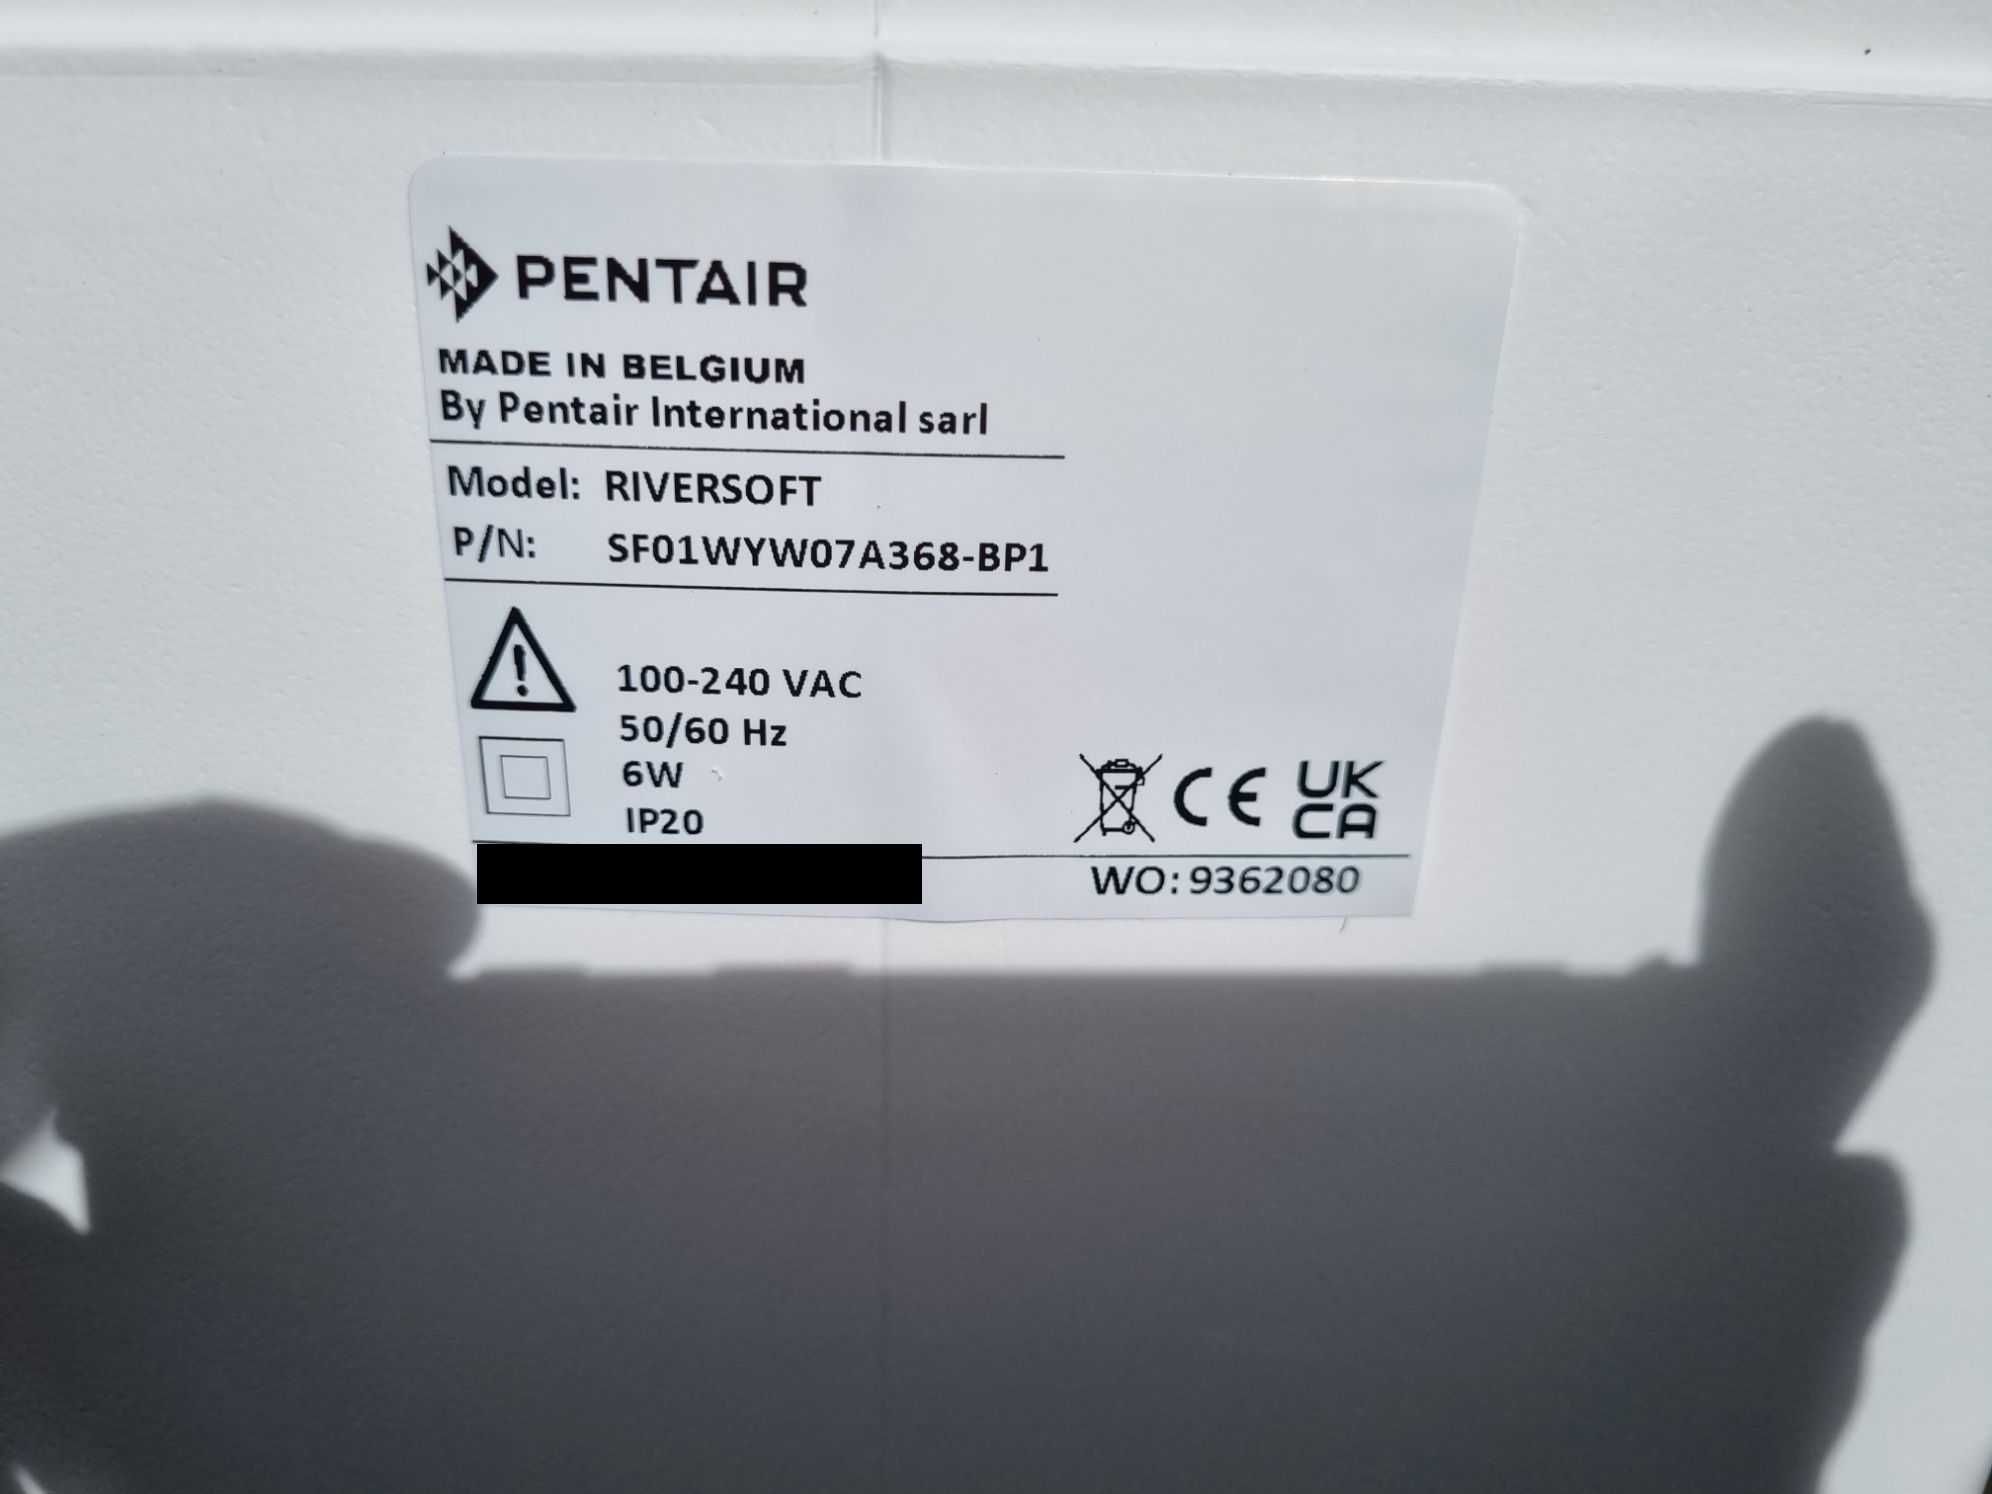 PENTAIR
MADE IN BELGIUM
By Pentair International sarl
Model: RIVERSOFT
P/N: SF01WYW07A368-BP1
100-240 VAC
50/60 Hz
6W
IP20
CE UK CA
WO: 9362080